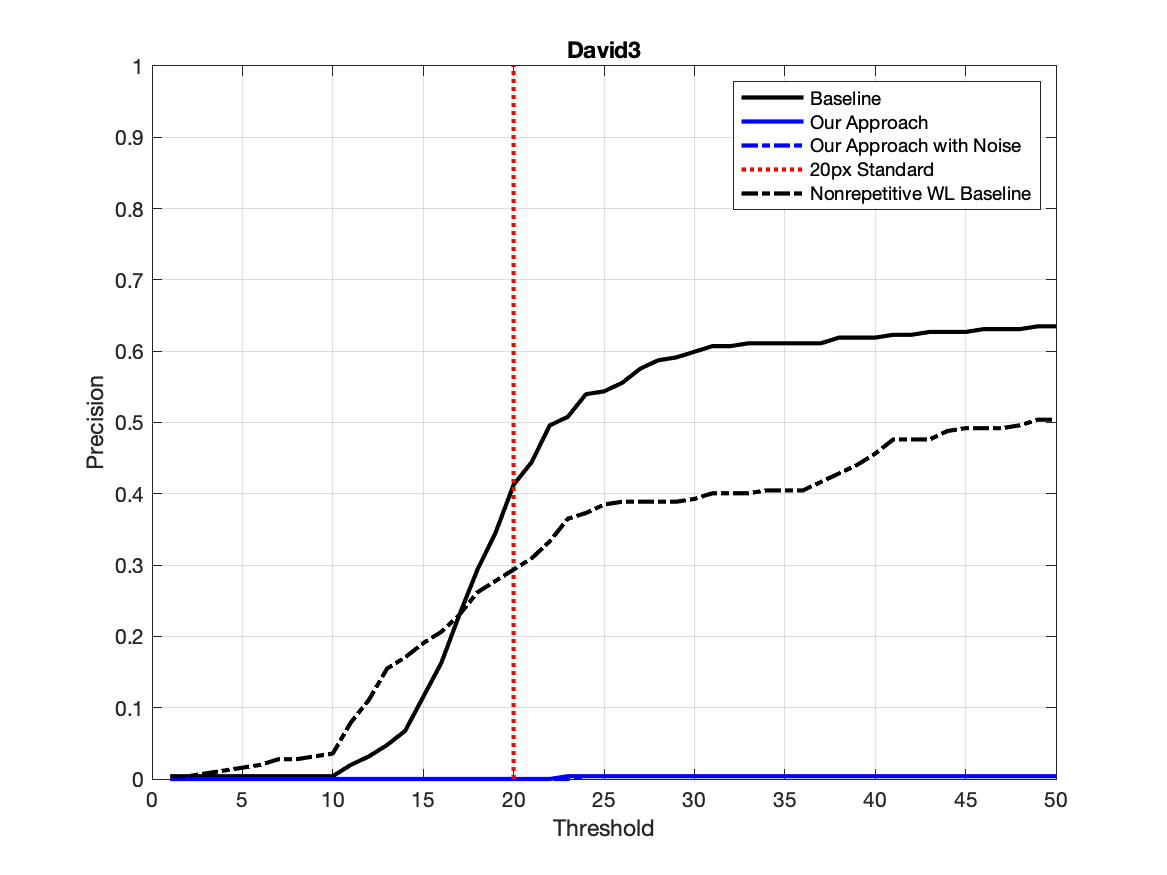 David3
1
0.9
0.8
0.7
0.6
0.5
0.4
0.3
0.2
0.1
0
Precision
Baseline
Our Approach
Our Approach with Noise
20px Standard
Nonrepetitive WL Baseline
0 5 10 15 20 25 30 35 40 45 50
Threshold